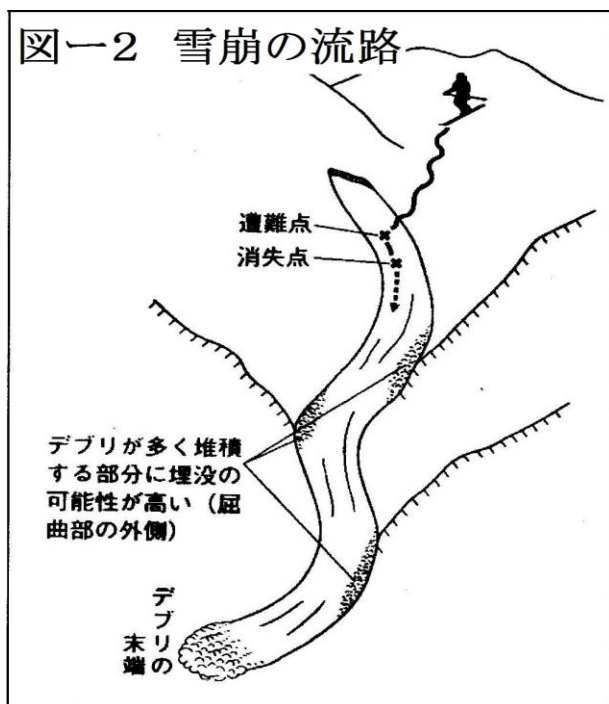 図ー2 雪崩の流路
遭難点
消失点
デブリが多く堆積
する部分に埋没の
可能性が高い（屈
曲部の外側）
デブリの
末端